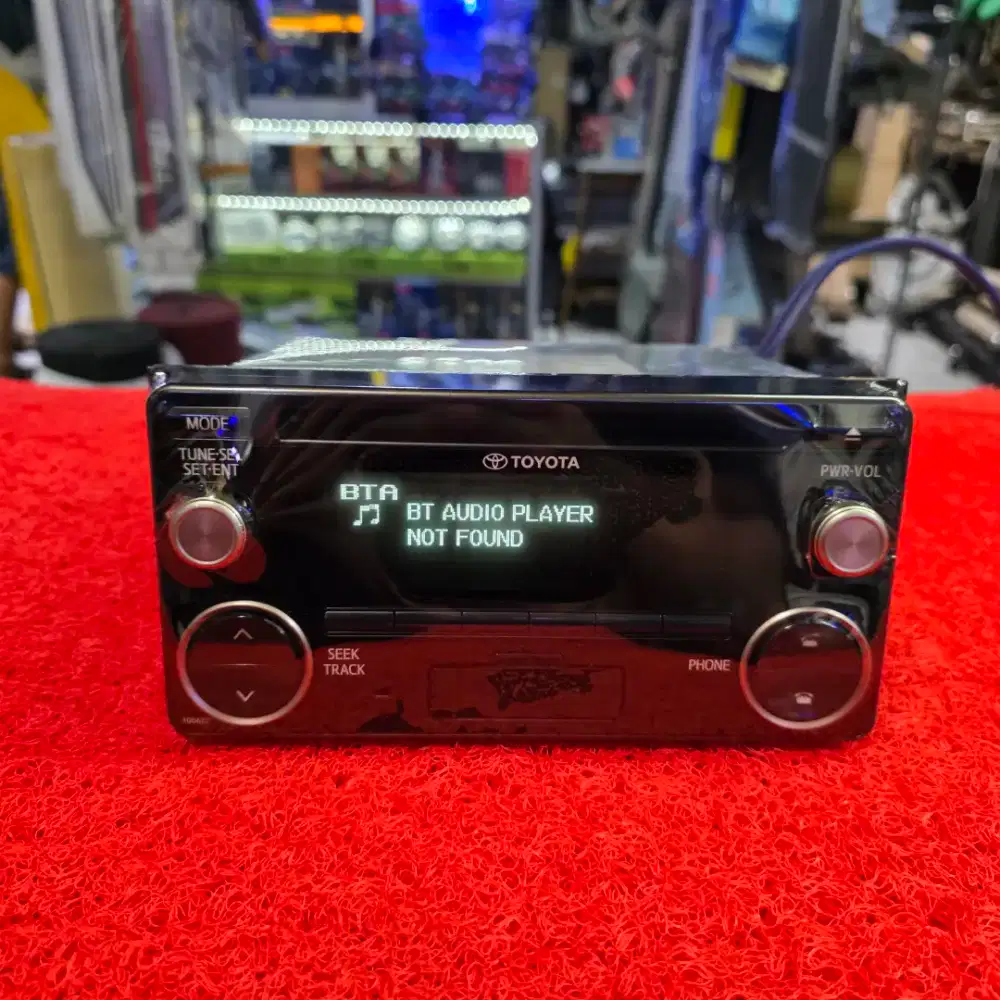 MODE
TUNE·SEL
SET·ENT
TOYOTA
PWR·VOL
BTA
BT AUDIO PLAYER
NOT FOUND
SEEK
TRACK
PHONE